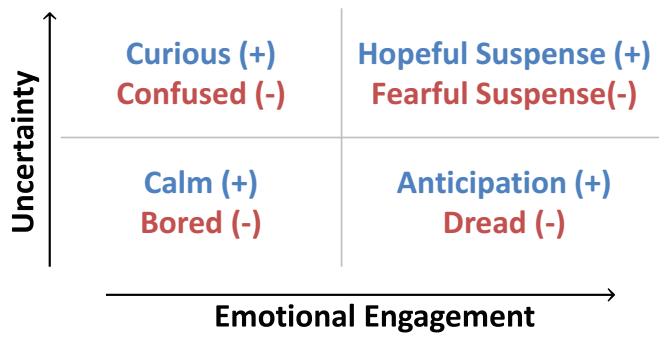 Uncertainty
Curious (+)
Confused (-)
Hopeful Suspense (+)
Fearful Suspense(-)
Calm (+)
Bored (-)
Anticipation (+)
Dread (-)
Emotional Engagement